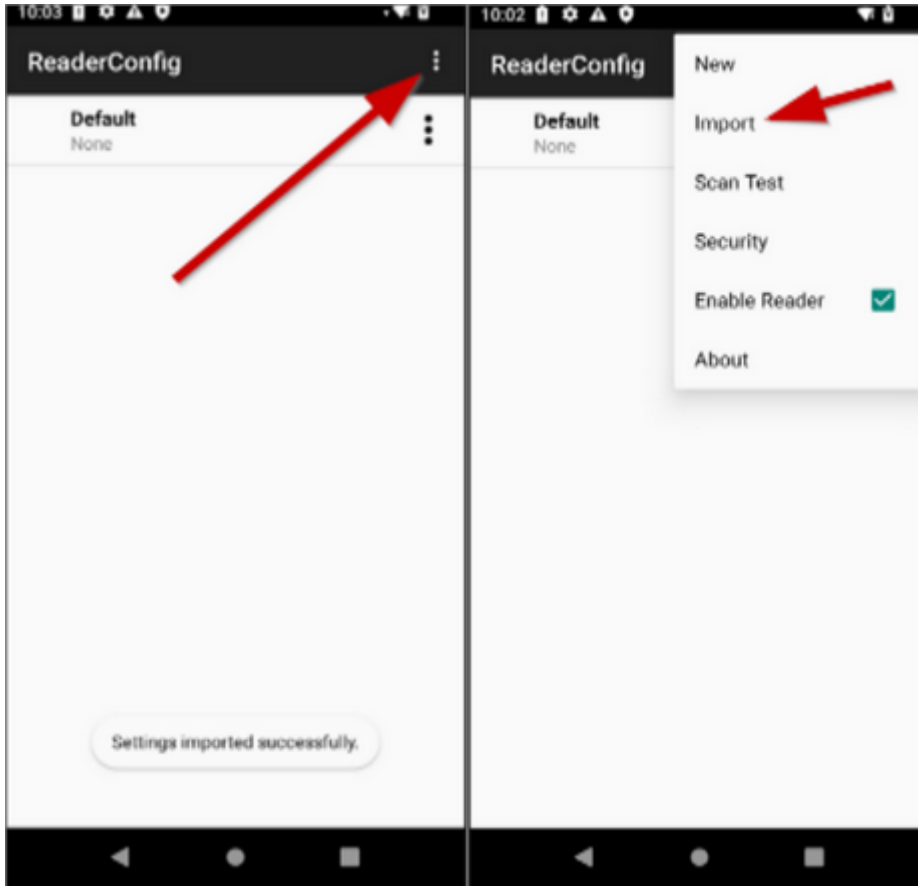 10:03
ReaderConfig
Default
None
Settings imported successfully.
10:02
ReaderConfig
Default
None
New
Import
Scan Test
Security
Enable Reader
About